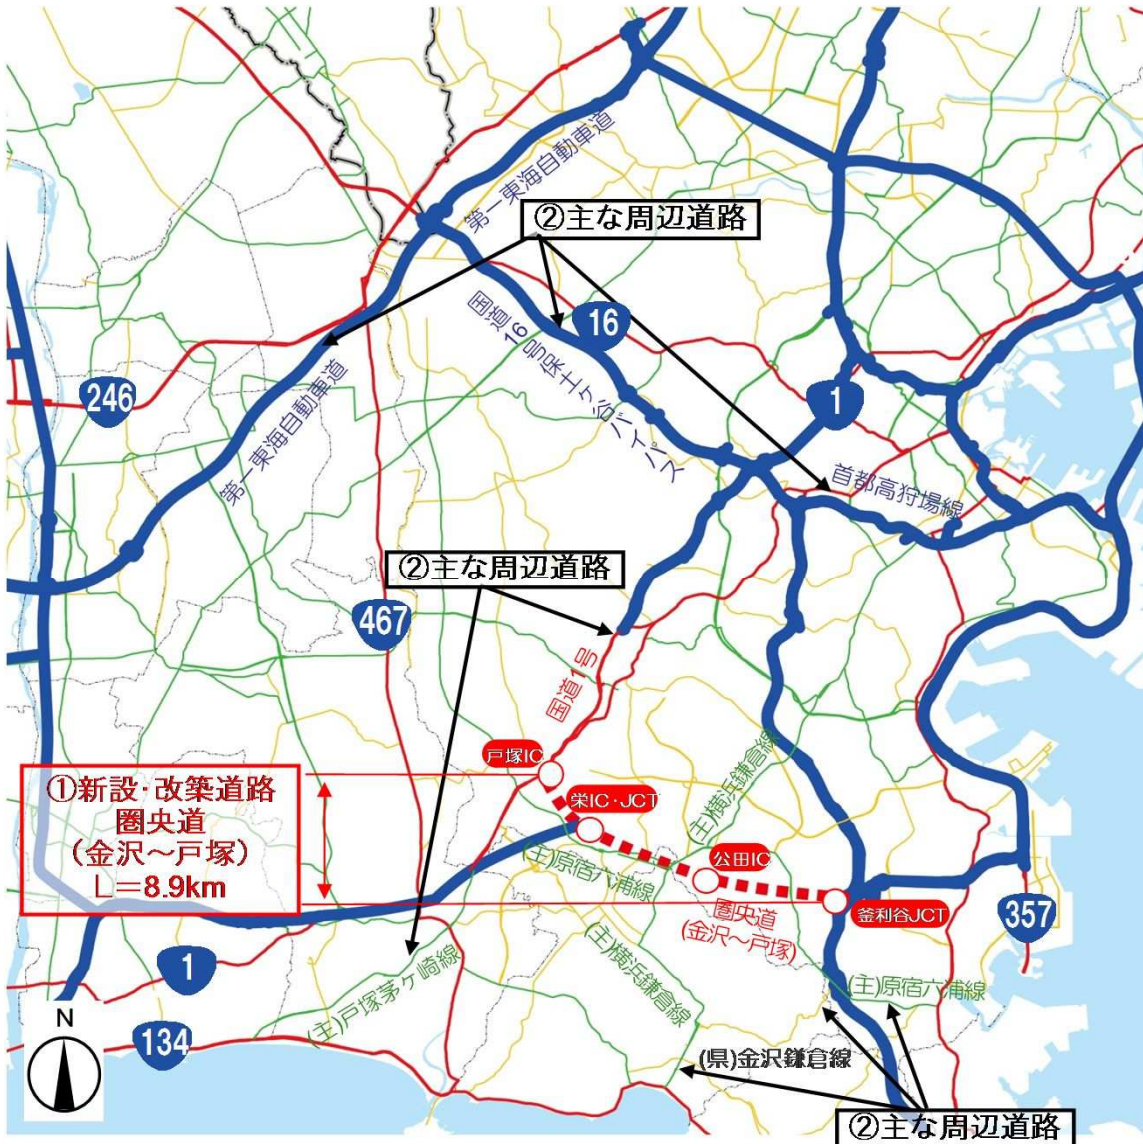 第一東海自動車道
②主な周辺道路
国道16号保土ヶ谷バイパス
16
246
第一東海自動車道
1
首都高狩場線
②主な周辺道路
467
国道1号
戸塚IC
①新設・改築道路
圏央道
(金沢～戸塚)
L=8.9km
栄IC・JCT
(主)横浜鎌倉線
(主)原宿六浦線
公田IC
釜利谷JCT
圏央道
(金沢～戸塚)
357
(主)戸塚茅ヶ崎線
(主)横浜鎌倉線
(主)原宿六浦線
1
N
134
(県)金沢鎌倉線
②主な周辺道路